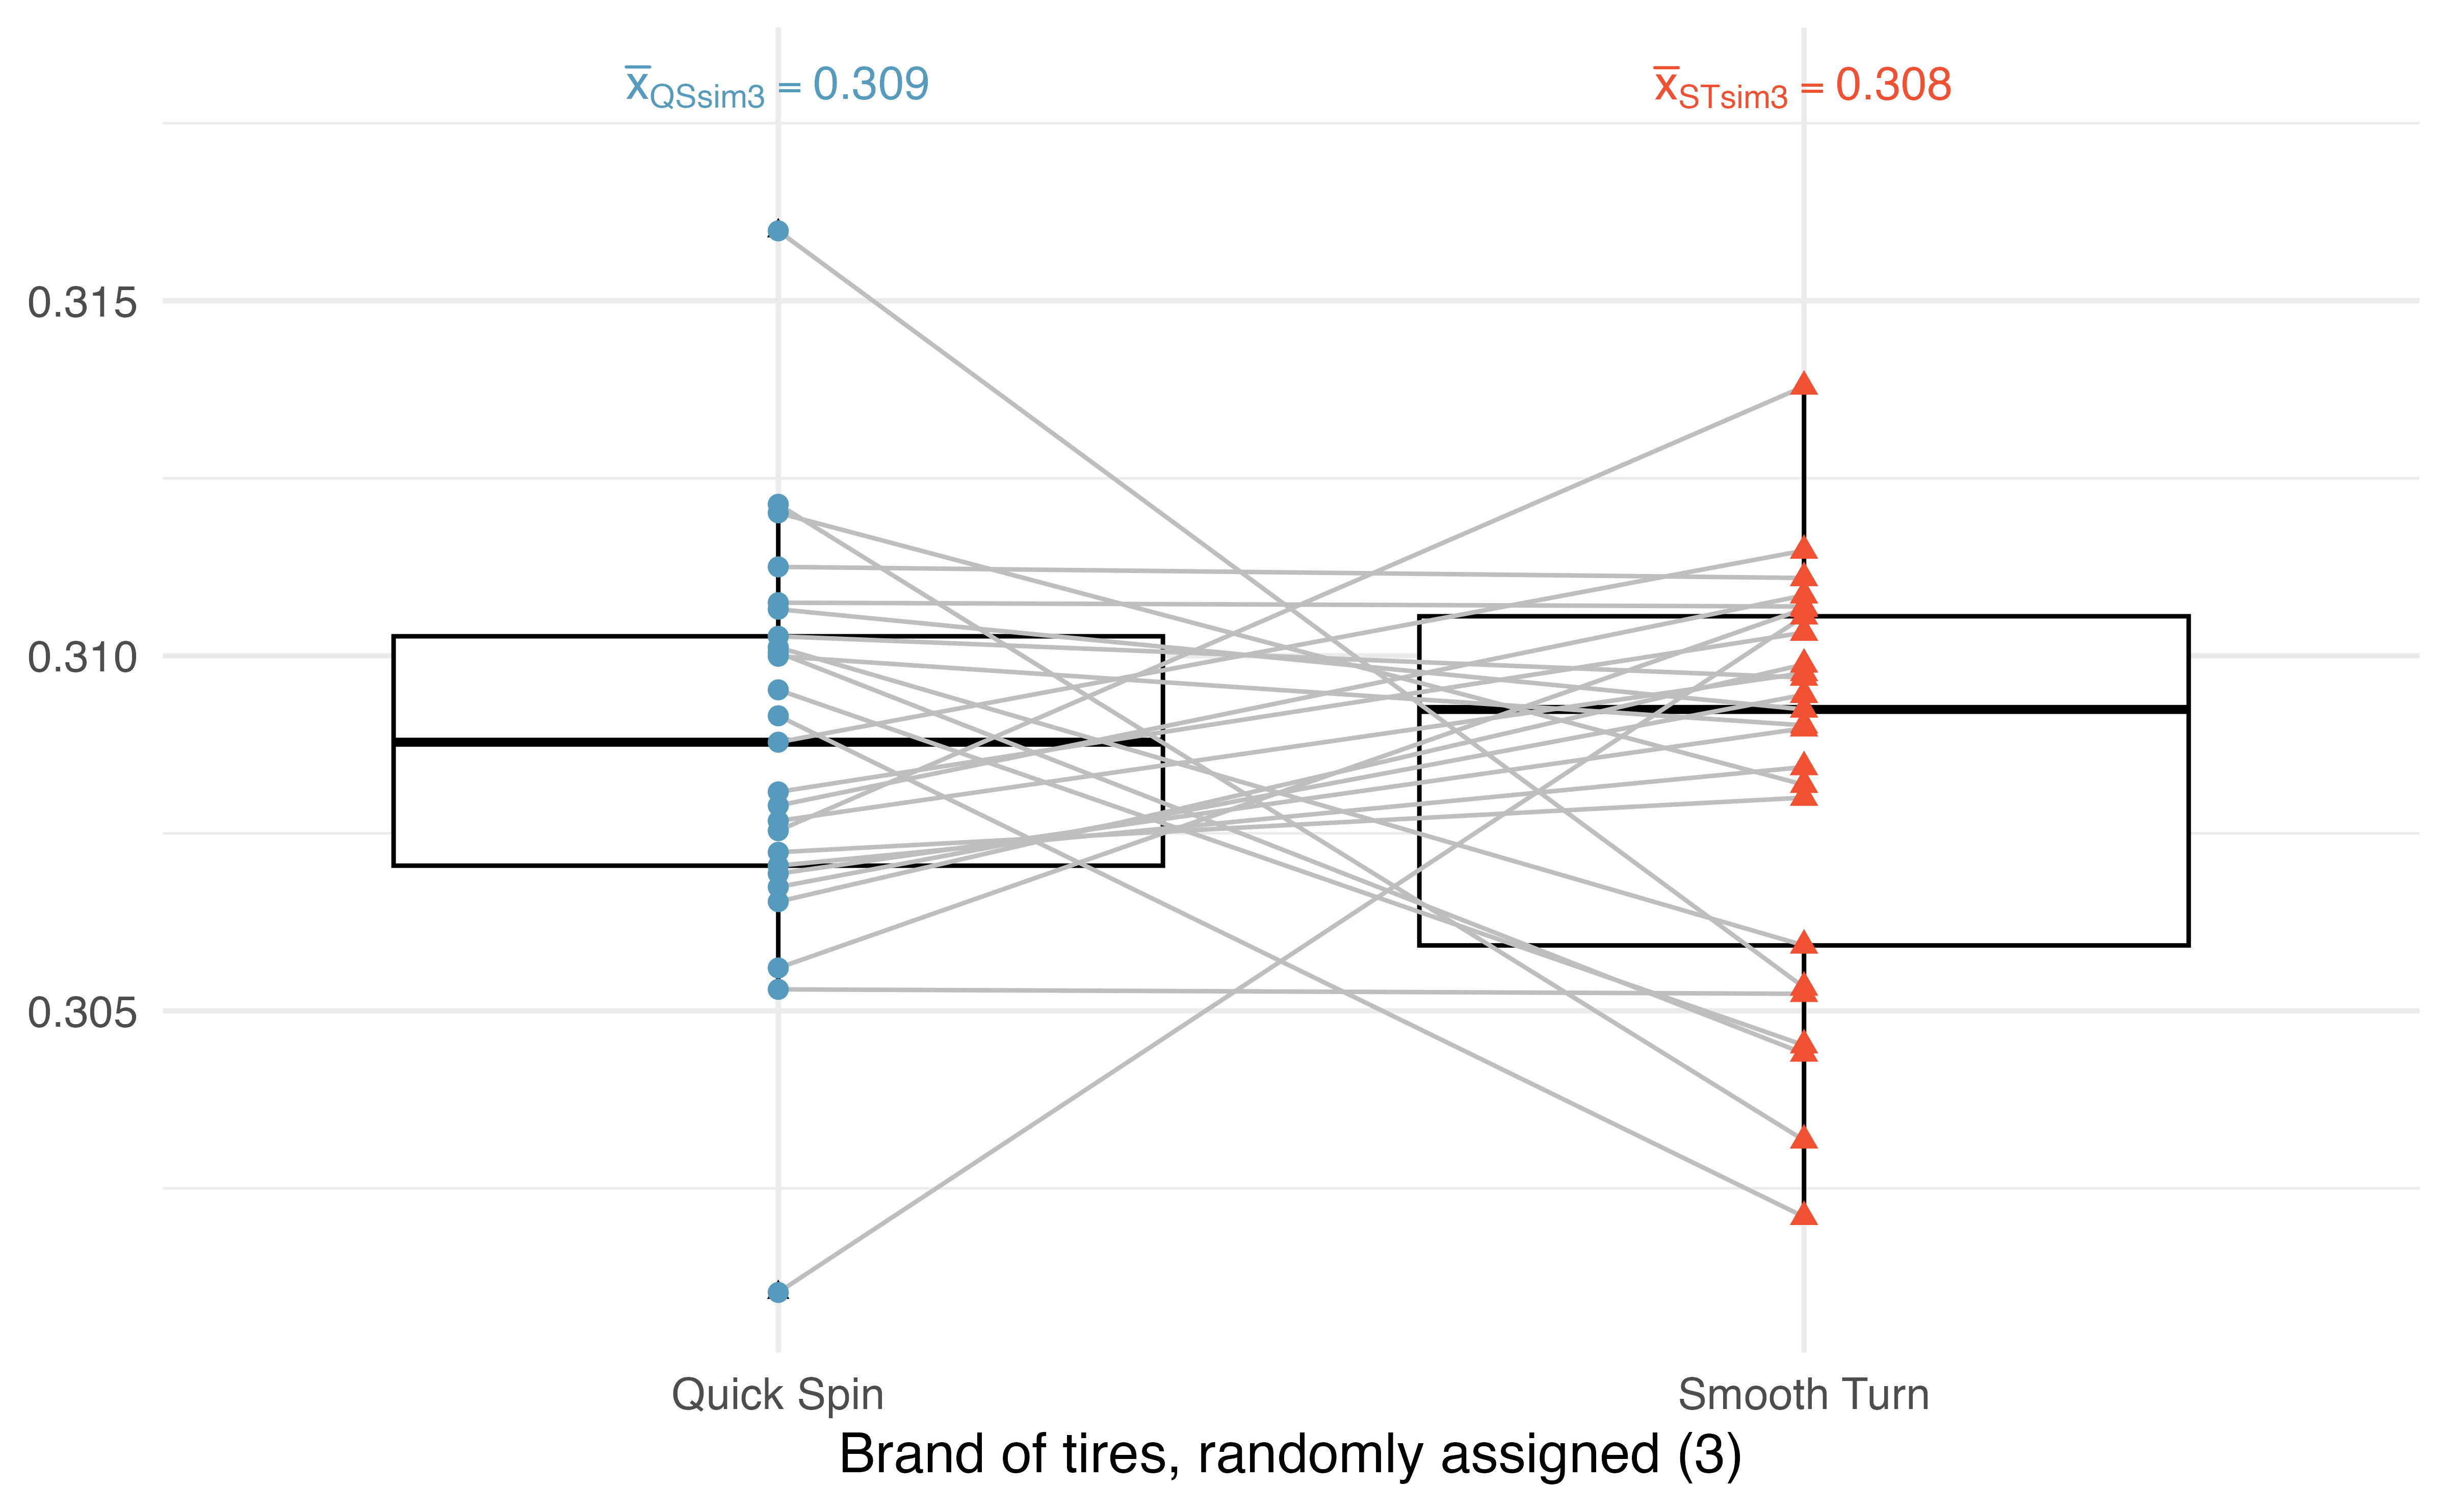 x̅QSsim3 = 0.309
x̅STsim3 = 0.308
0.315
0.310
0.305
Quick Spin
Smooth Turn
Brand of tires, randomly assigned (3)